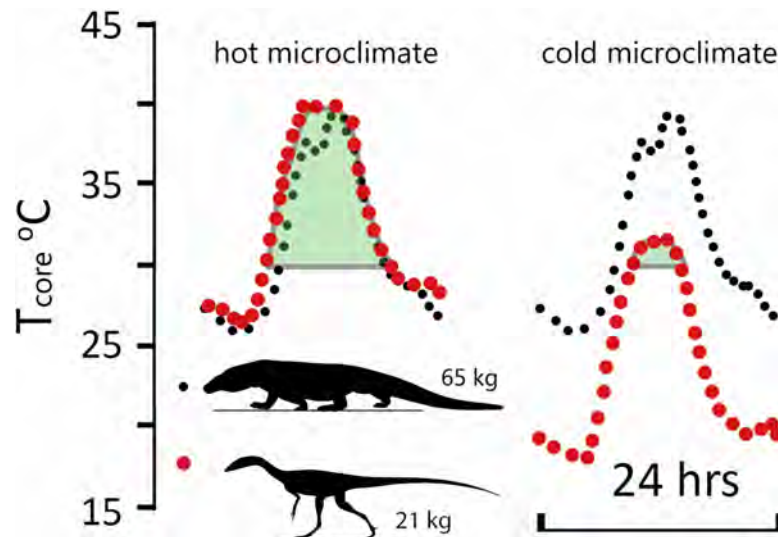 45
hot microclimate
cold microclimate
35
Tcore °C
25
65 kg
24 hrs
21 kg
15